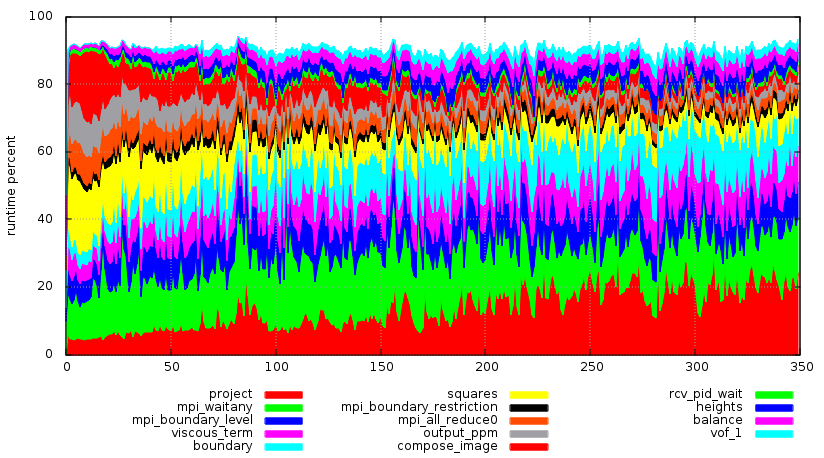 100
80
60
40
20
0
runtime percent
0 50 100 150 200 250 300 350
project squares rcv_pid_wait
mpi_waitany mpi_boundary_restriction heights
mpi_boundary_level mpi_all_reduce0 balance
viscous_term output_ppm vof_1
boundary compose_image